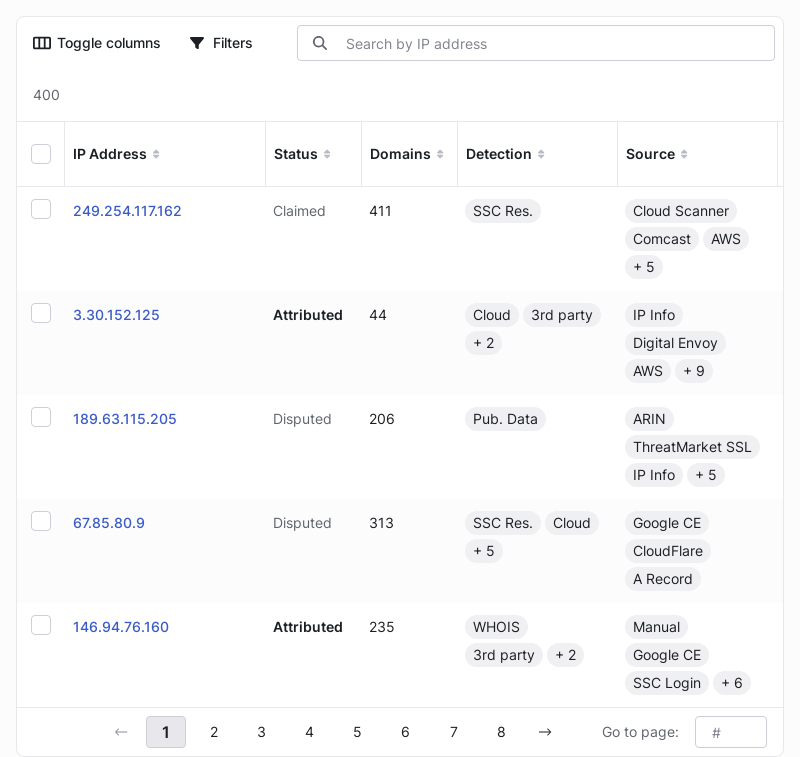 Toggle columns Filters Search by IP address
400
IP Address Status Domains Detection Source
249.254.117.162 Claimed 411 SSC Res. Cloud Scanner
Comcast AWS
+ 5
3.30.152.125 Attributed 44 Cloud 3rd party IP Info
+ 2 Digital Envoy
AWS + 9
189.63.115.205 Disputed 206 Pub. Data ARIN
ThreatMarket SSL
IP Info + 5
67.85.80.9 Disputed 313 SSC Res. Cloud Google CE
+ 5 CloudFlare
A Record
146.94.76.160 Attributed 235 WHOIS Manual
3rd party + 2 Google CE
SSC Login + 6
← 1 2 3 4 5 6 7 8 → Go to page: #